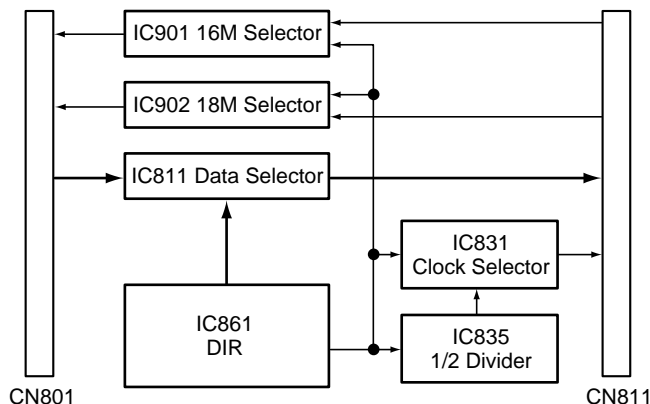 IC901 16M Selector
IC902 18M Selector
IC811 Data Selector
IC831
Clock Selector
IC861
DIR
IC835
1/2 Divider
CN801
CN811